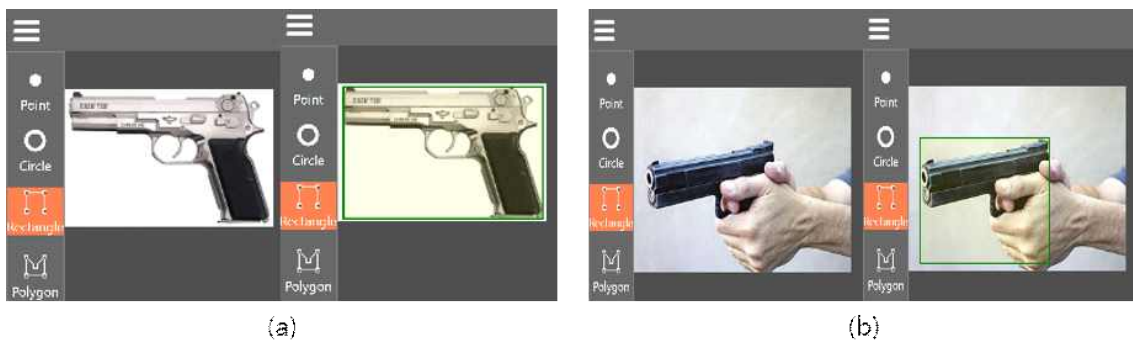 Point
Circle
Rectangle
Polygon
Point
Circle
Rectangle
Polygon
(a)
Point
Circle
Rectangle
Polygon
Point
Circle
Rectangle
Polygon
(b)